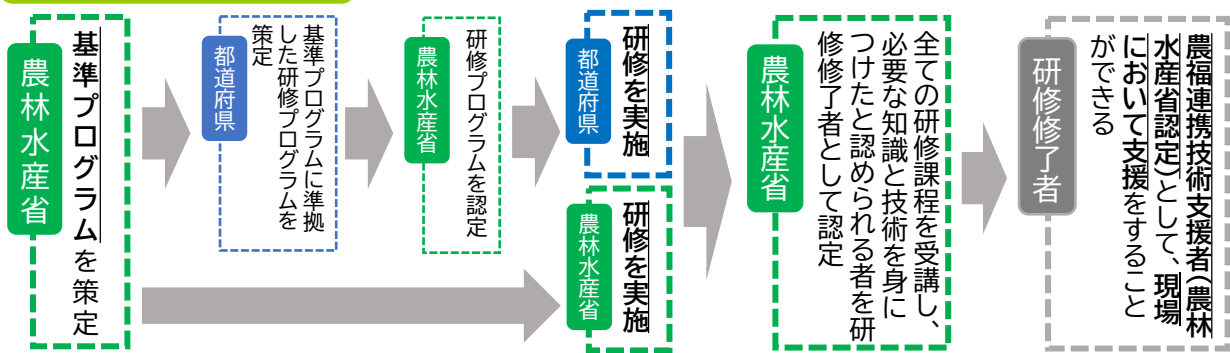 農林水産省
基準プログラムを策定
都道府県
基準プログラムに準拠
した研修プログラムを
策定
農林水産省
研修プログラムを認定
都道府県
研修を実施
農林水産省
研修を実施
農林水産省
全ての研修課程を受講し、
必要な知識と技術を身に
つけたと認められる者を研
修修了者として認定
研修修了者
農福連携技術支援者(農林
水産省認定)として、現場
において支援をすること
ができる